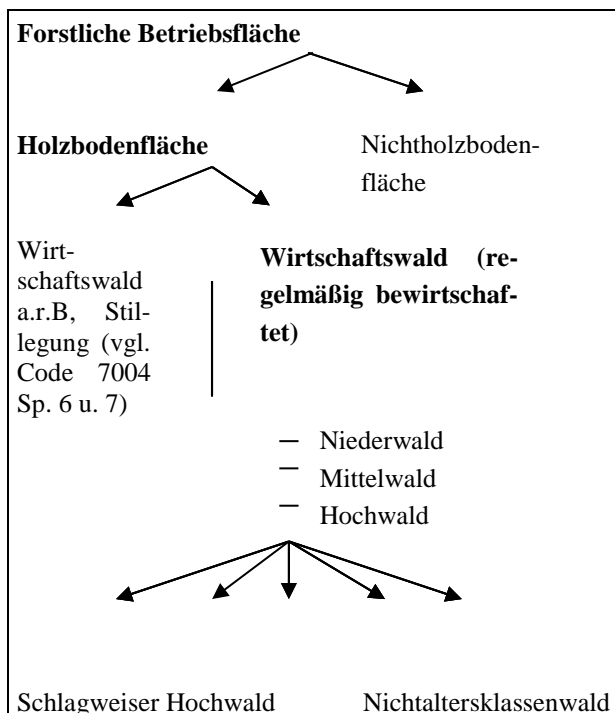 Forstliche Betriebsfläche
Holzbodenfläche
Nichtholzboden-
fläche
Wirt-
schaftswald
a.r.B, Stil-
legung (vgl.
Code 7004
Sp. 6 u. 7)
Wirtschaftswald (re-
gelmäßig bewirtschaf-
tet)
– Niederwald
– Mittelwald
– Hochwald
Schlagweiser Hochwald
Nichtaltersklassenwald